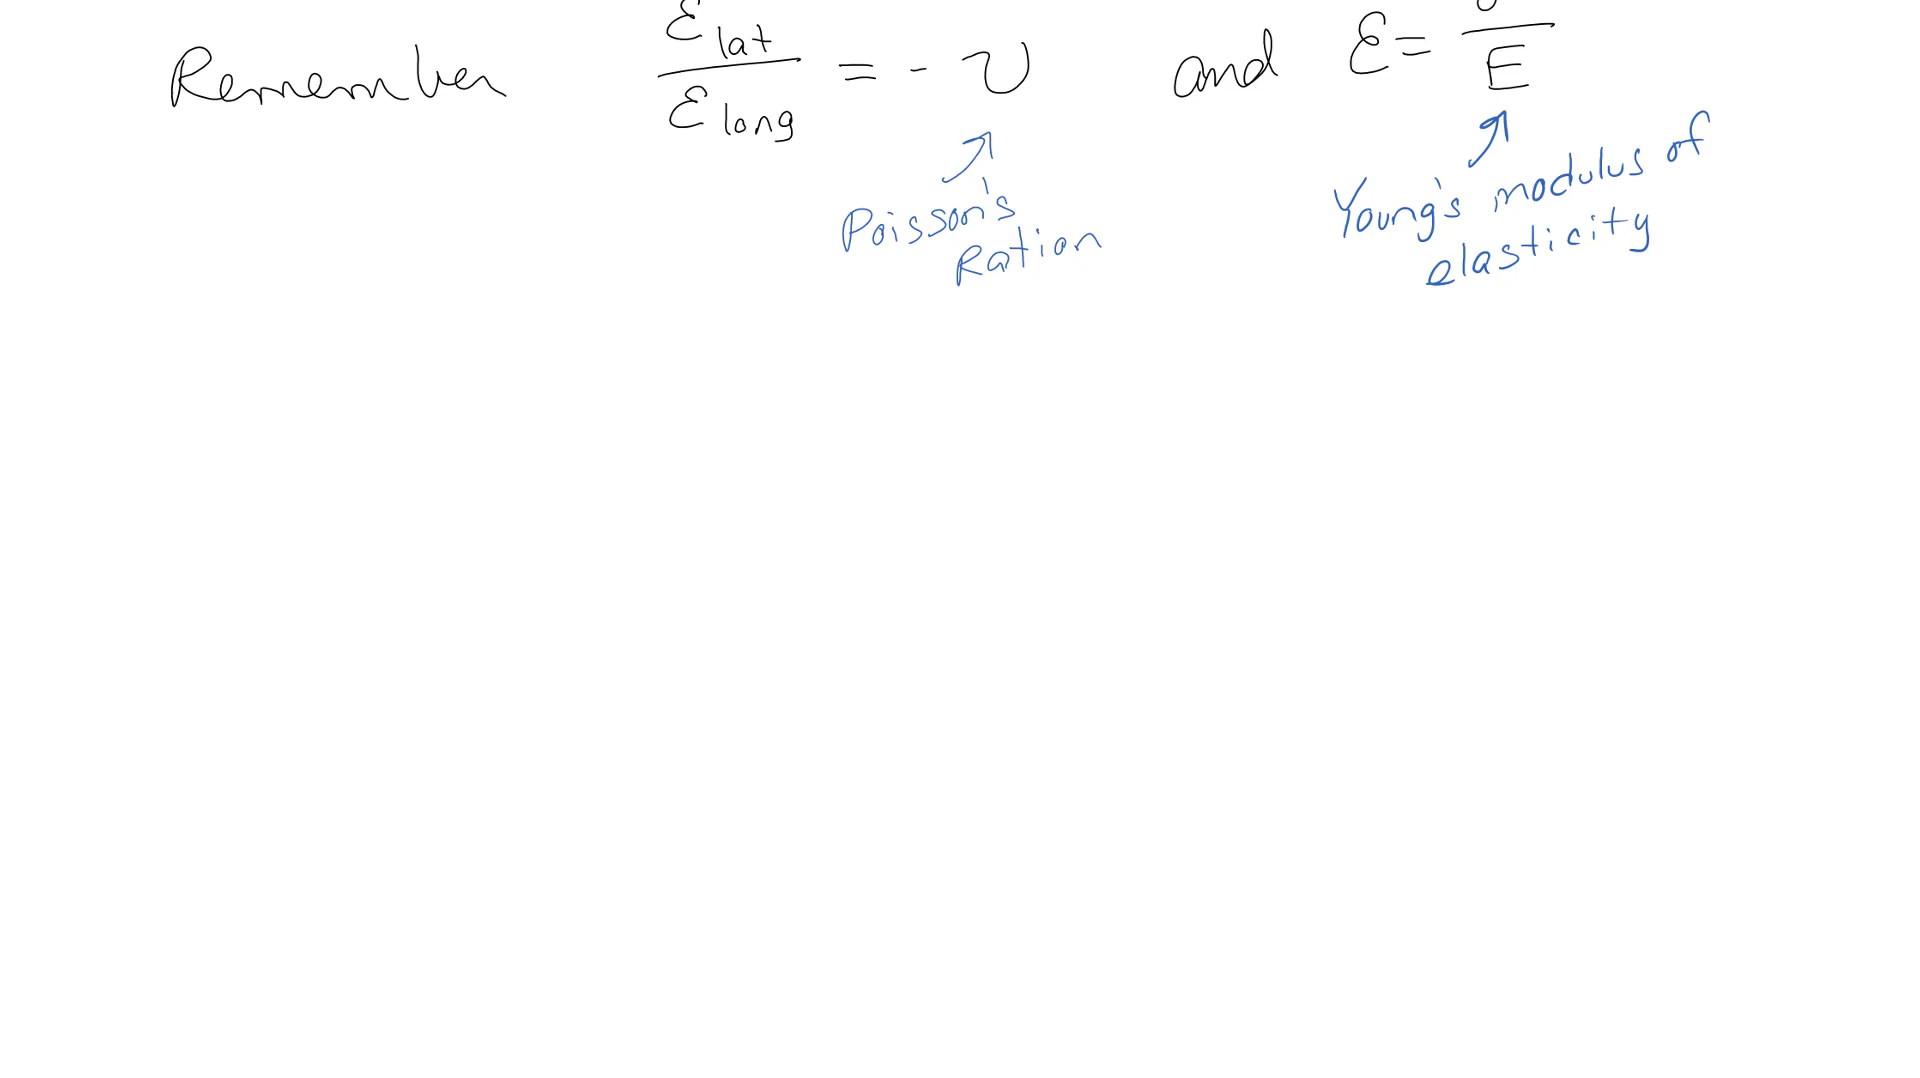 Remember ε lat / ε long = - ν and ε = / E
Poisson's
Ration
Young's modulus of
elasticity